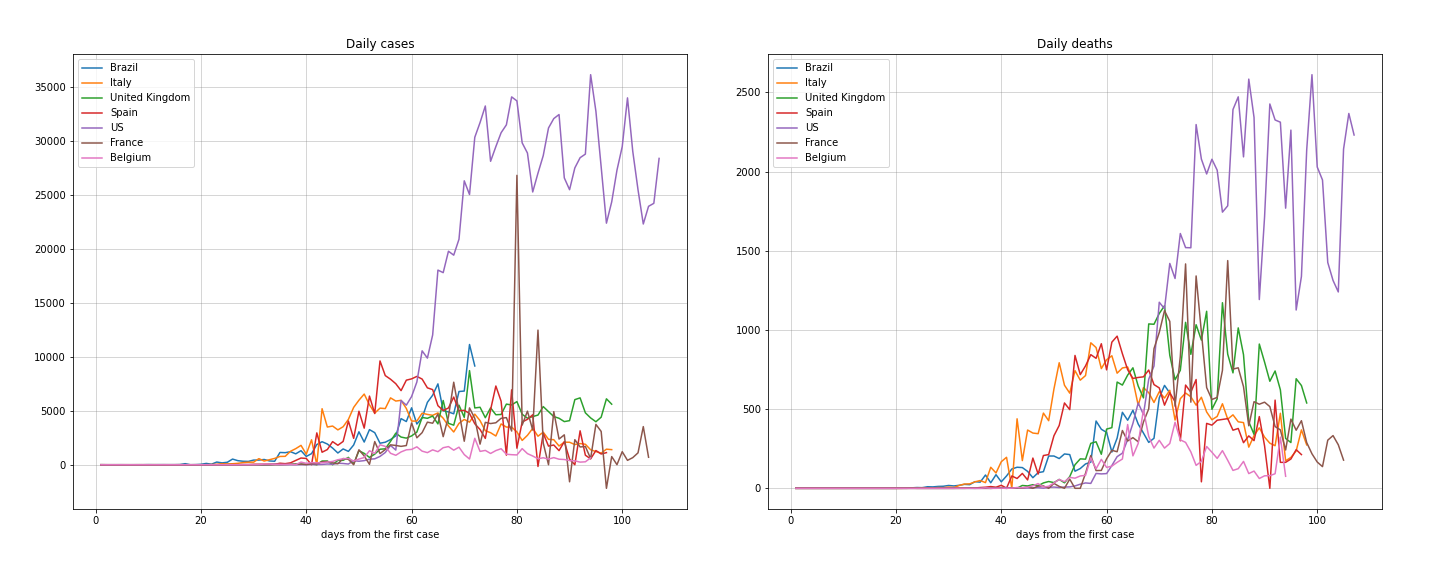 Daily cases
Brazil
Italy
United Kingdom
Spain
US
France
Belgium
35000
30000
25000
20000
15000
10000
5000
0
0 20 40 60 80 100
days from the first case
Daily deaths
Brazil
Italy
United Kingdom
Spain
US
France
Belgium
2500
2000
1500
1000
500
0
0 20 40 60 80 100
days from the first case